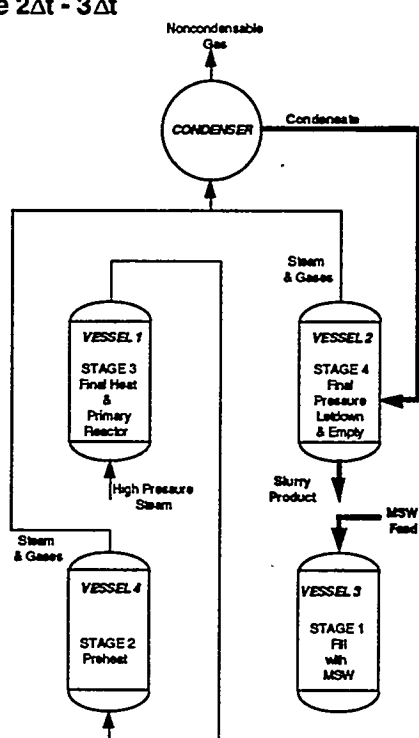 e 2Δt - 3Δt
Noncondensable
Gas
CONDENSER
Condensate
Steam
& Gases
VESSEL 1
STAGE 3
Final Heat
&
Primary
Reactor
High Pressure
Steam
VESSEL 2
STAGE 4
Final
Pressure
Letdown
& Empty
Slurry
Product
MSW
Feed
Steam
& Gases
VESSEL 4
STAGE 2
Preheat
VESSEL 3
STAGE 1
Fill
with
MSW